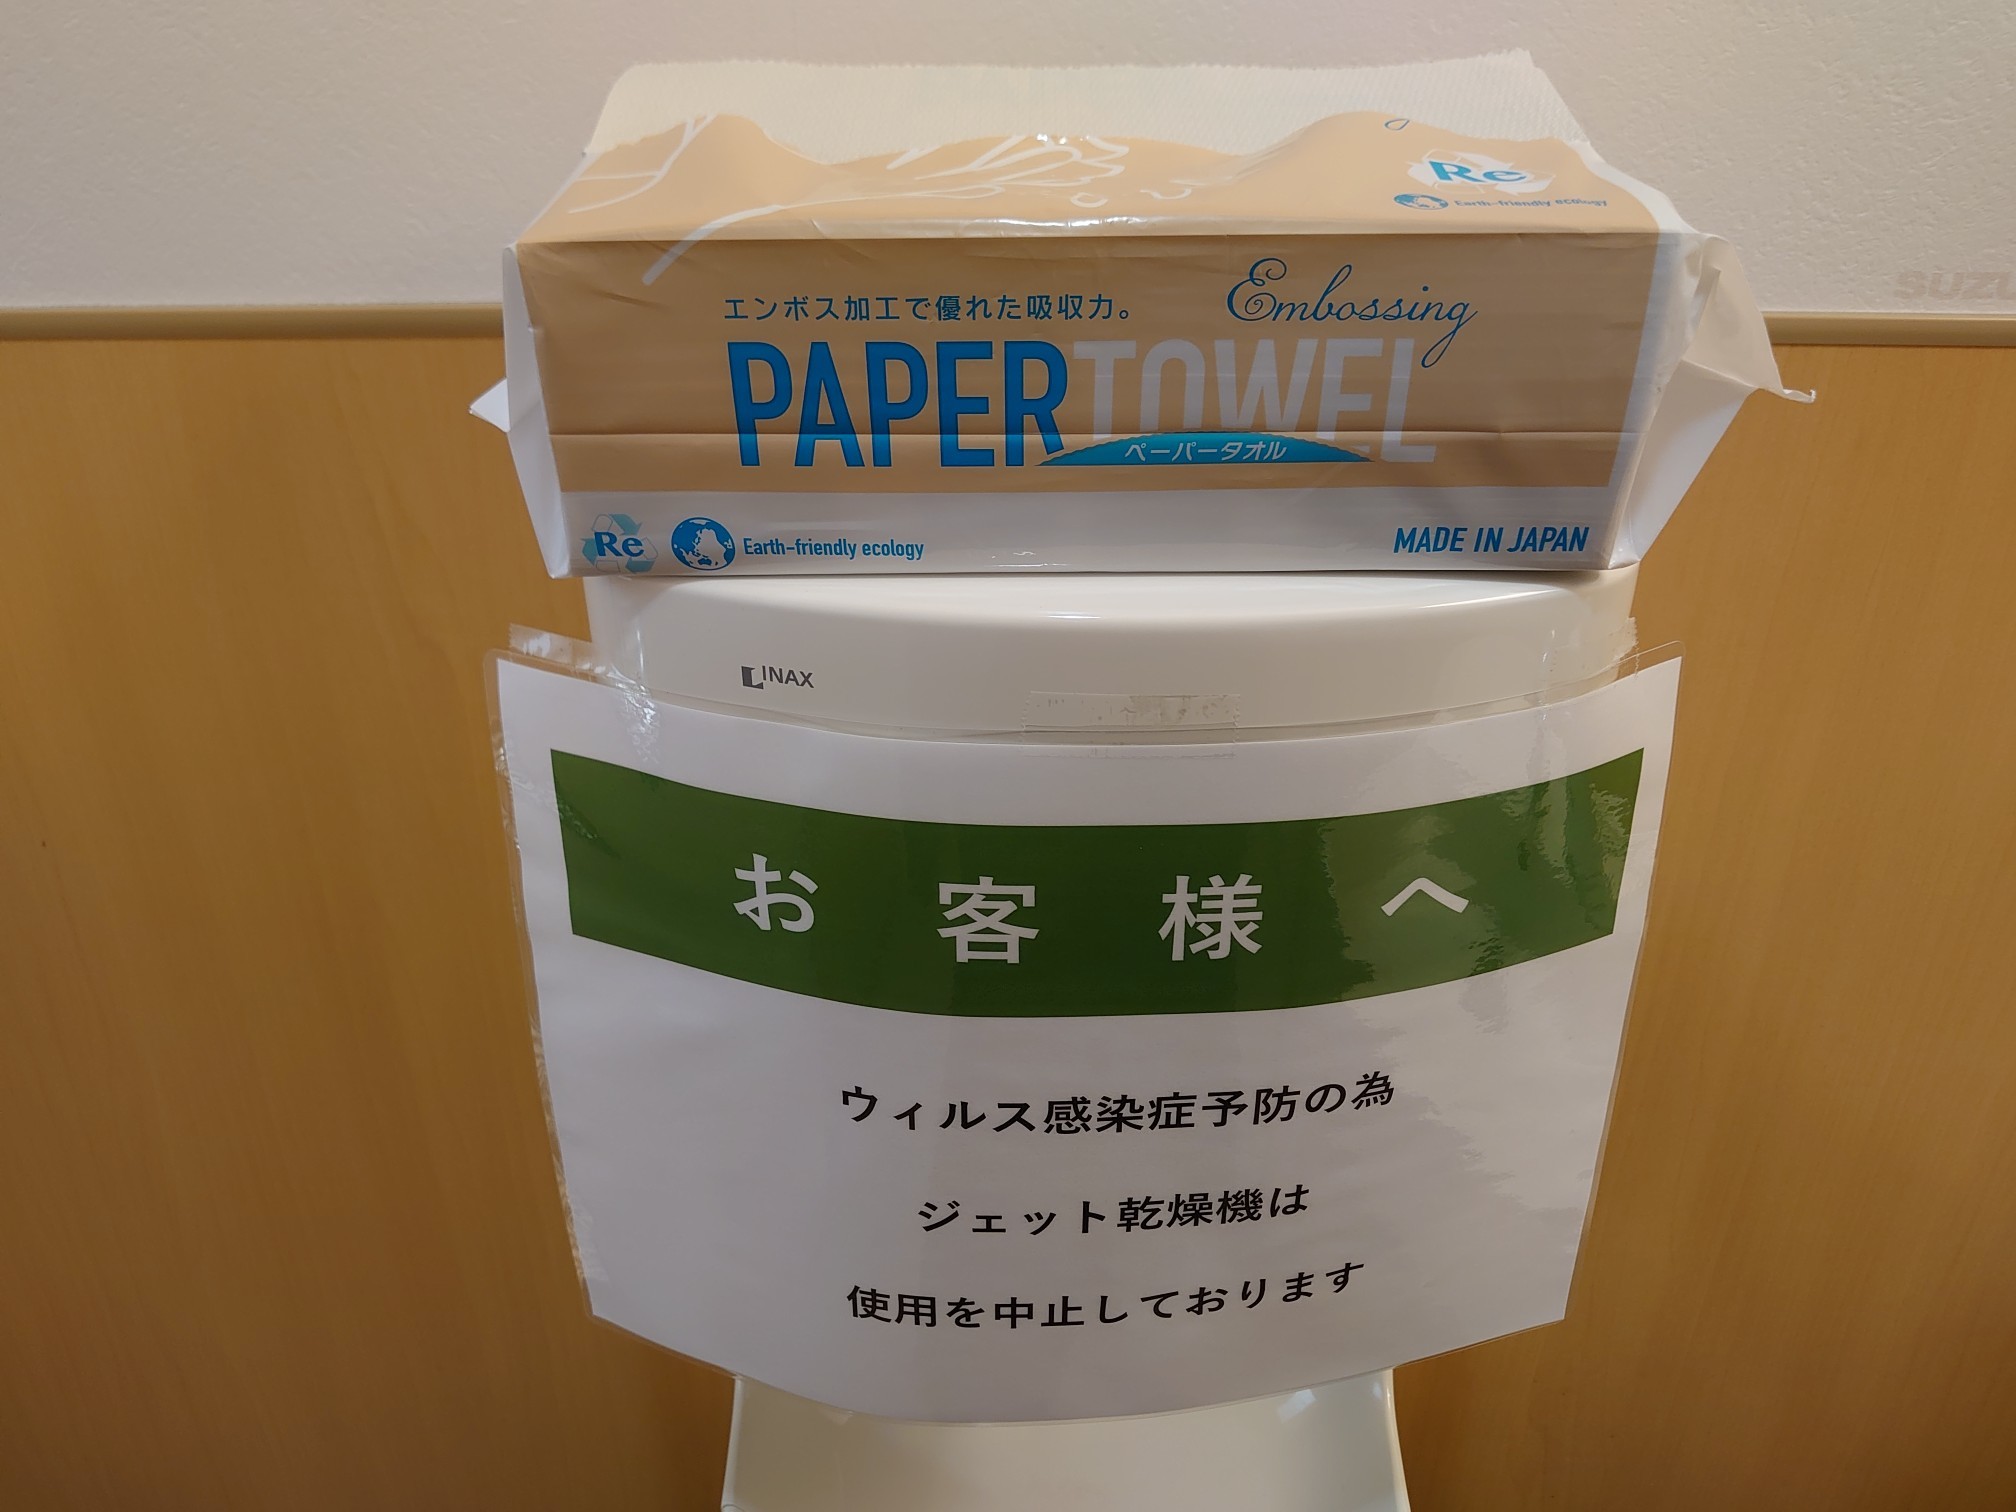 Re
Earth-friendly ecology
エンボス加工で優れた吸収力。
Embossing
PAPER TOWEL
ペーパータオル
Re
Earth-friendly ecology
MADE IN JAPAN
INAX
お客様へ
ウィルス感染症予防の為
ジェット乾燥機は
使用を中止しております